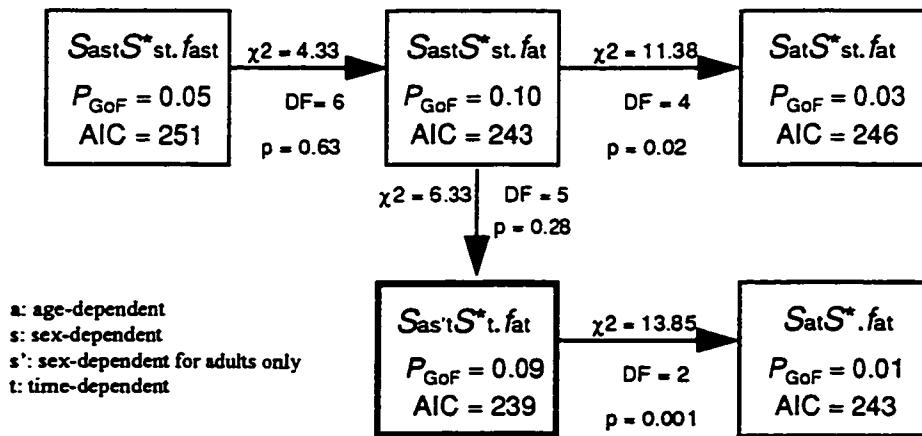 SastS*st.fast
PGoF = 0.05
AIC = 251
χ2 = 4.33
DF= 6
p = 0.63
SastS*st.fat
PGoF = 0.10
AIC = 243
χ2 = 11.38
DF = 4
p = 0.02
SatS*st.fat
PGoF = 0.03
AIC = 246
χ2 = 6.33 DF = 5
p = 0.28
a: age-dependent
s: sex-dependent
s': sex-dependent for adults only
t: time-dependent
Sas'tS*t.fat
PGoF = 0.09
AIC = 239
χ2 = 13.85
DF = 2
p = 0.001
SatS*.fat
PGoF = 0.01
AIC = 243